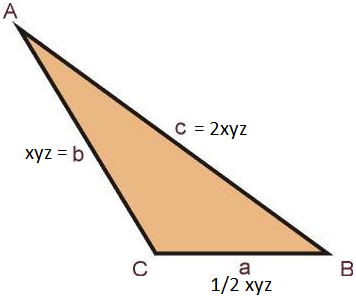 A
c = 2xyz
xyz = b
C
a
B
1/2 xyz